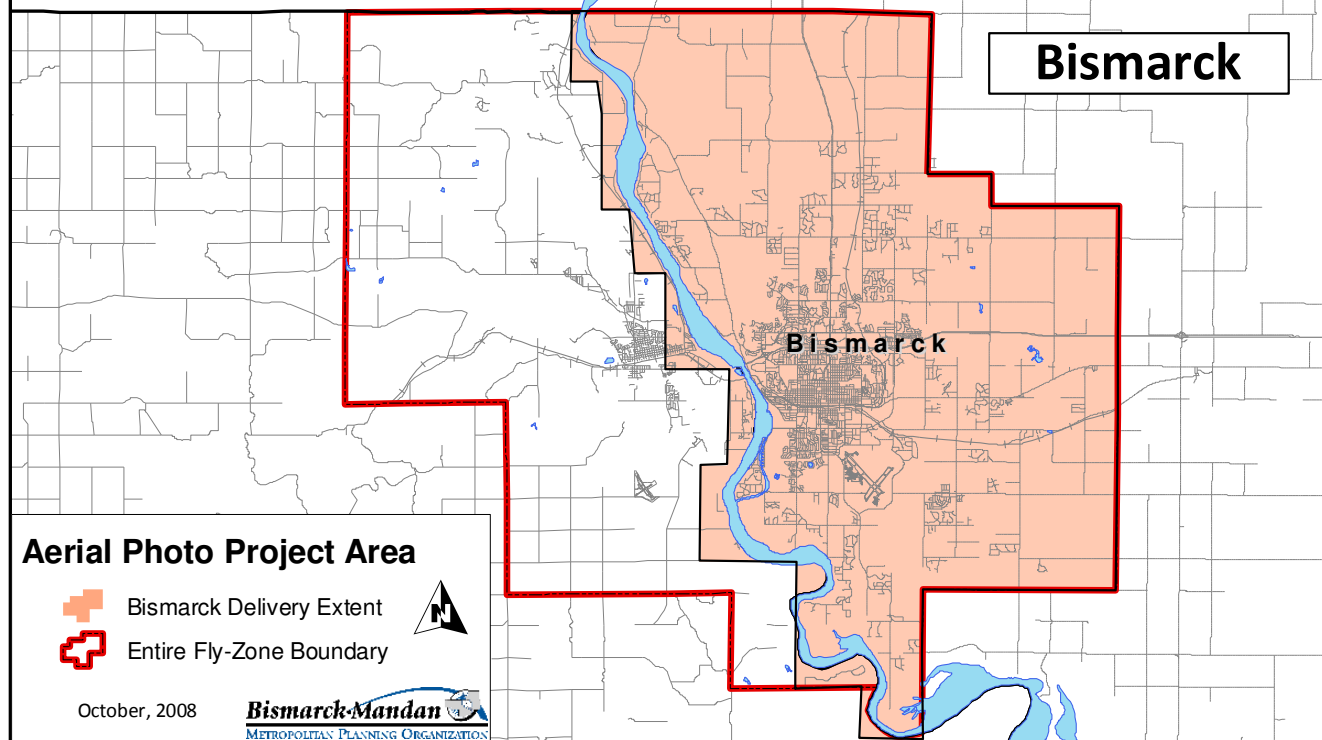 Bismarck
Bismarck
Aerial Photo Project Area
N
Bismarck Delivery Extent
Entire Fly-Zone Boundary
October, 2008
Bismarck-Mandan
METROPOLITAN PLANNING ORGANIZATION